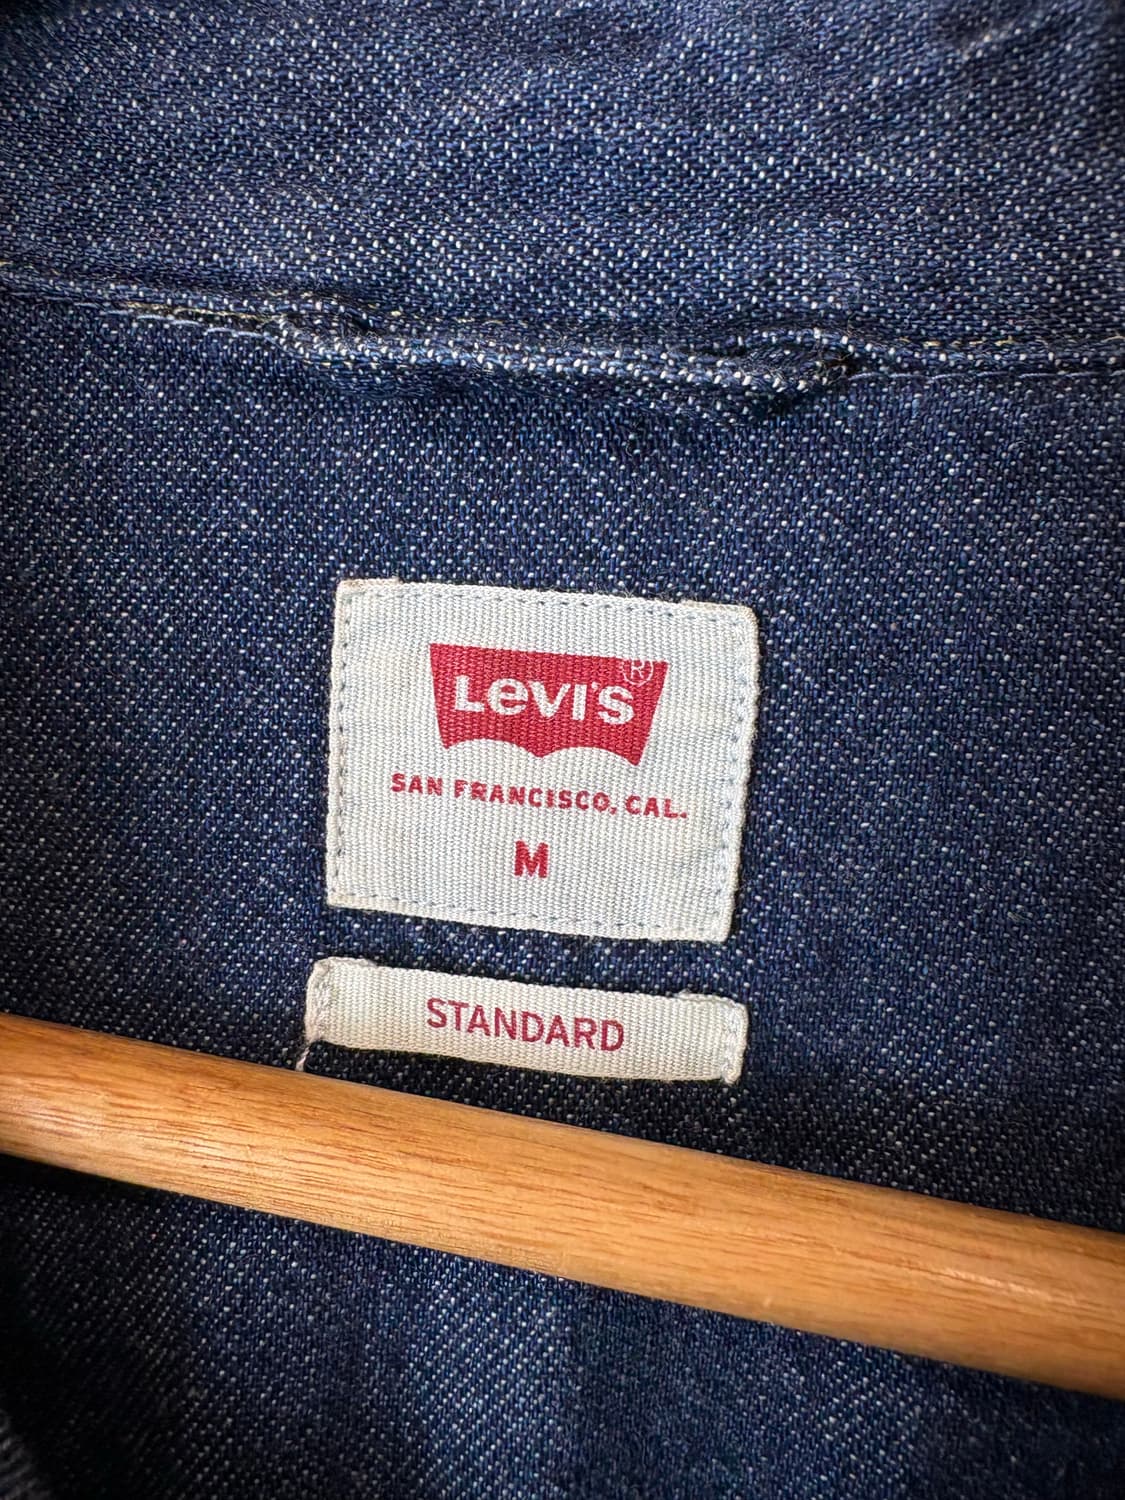 LEVI'S®
SAN FRANCISCO, CAL.
M
STANDARD